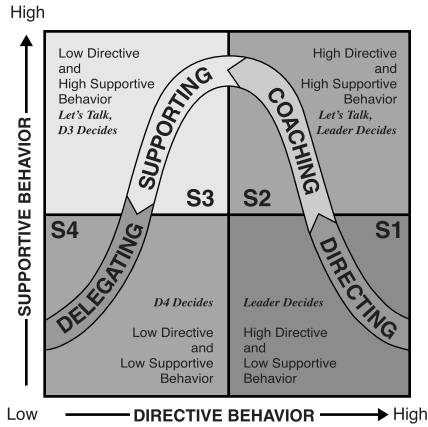 High
SUPPORTIVE BEHAVIOR
Low Directive
and
High Supportive
Behavior
Let's Talk,
D3 Decides
SUPPORTING
S3
High Directive
and
High Supportive
Behavior
Let's Talk,
Leader Decides
COACHING
S2
S4
DELEGATING
D4 Decides
Low Directive
and
Low Supportive
Behavior
S1
DIRECTING
Leader Decides
High Directive
and
Low Supportive
Behavior
Low
DIRECTIVE BEHAVIOR
High